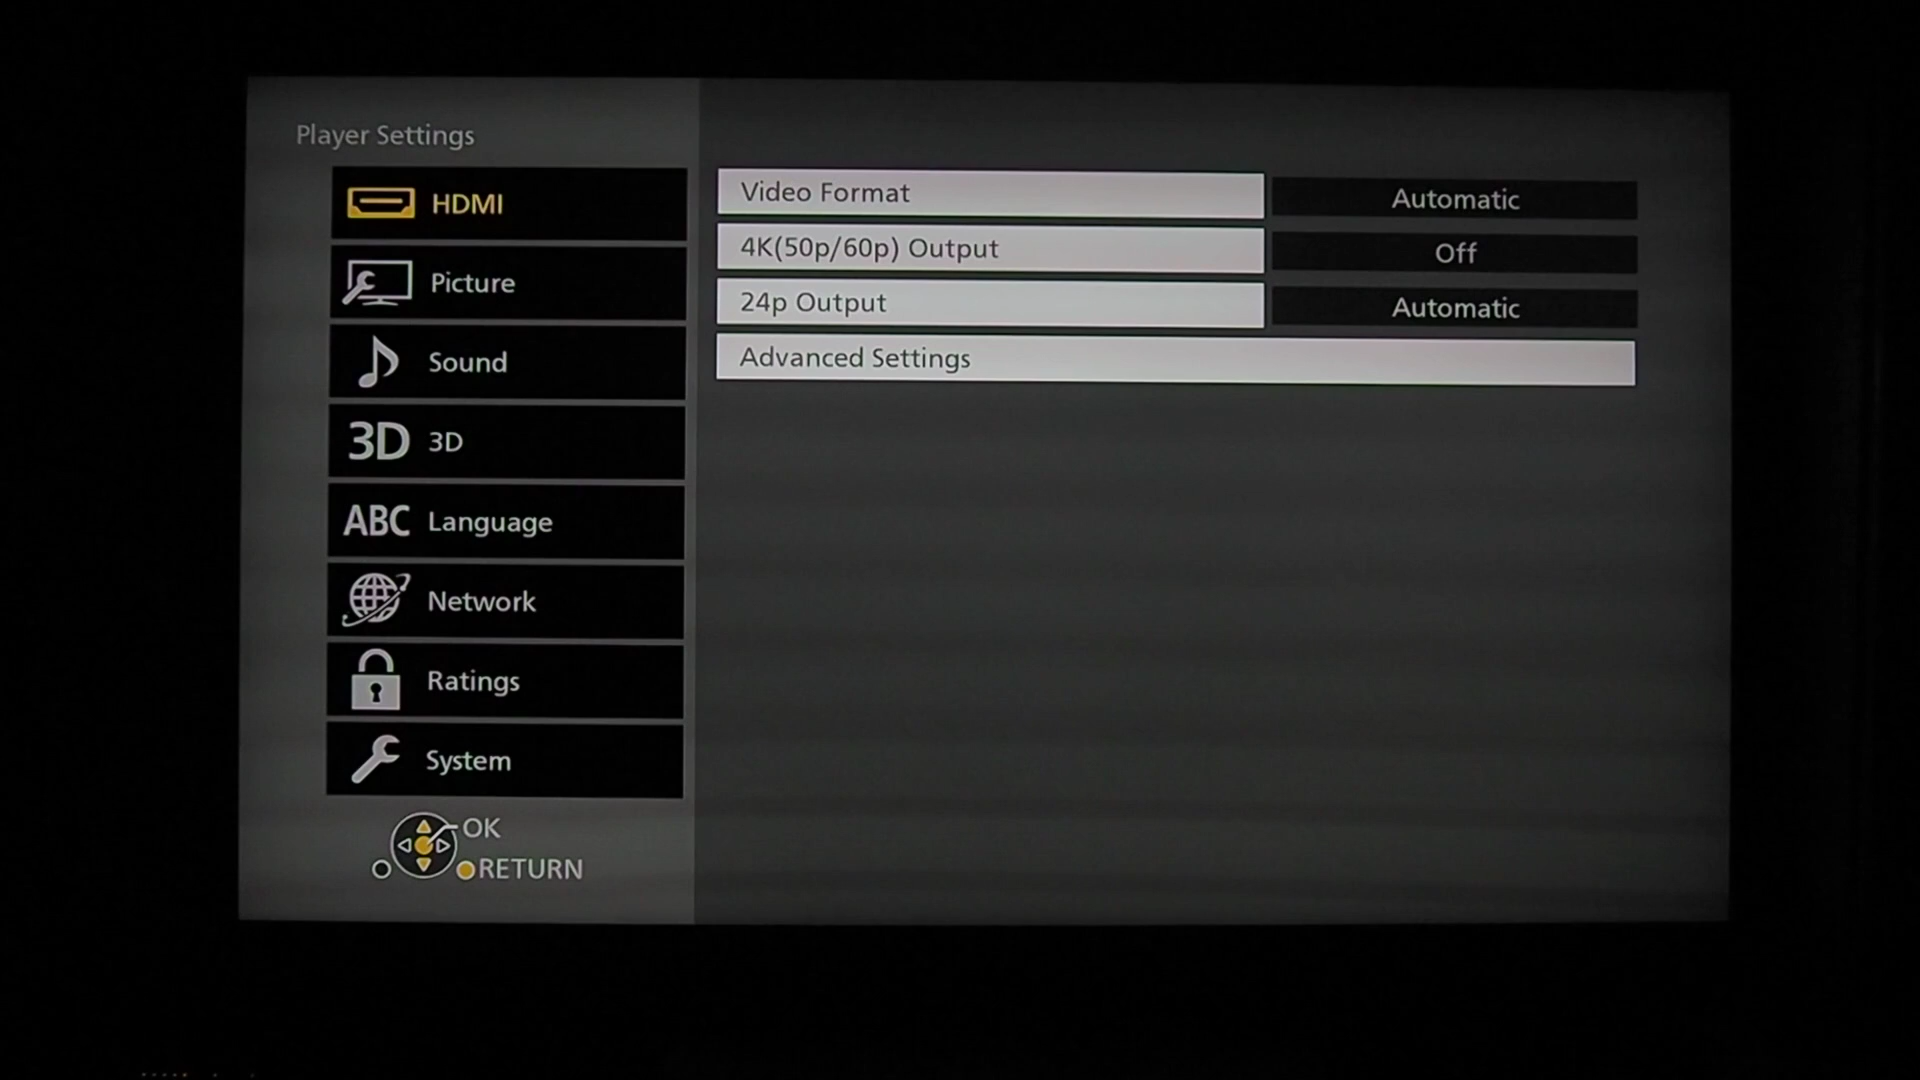 Player Settings
HDMI
Picture
Sound
3D 3D
ABC Language
Network
Ratings
System
OK
RETURN
Video Format Automatic
4K(50p/60p) Output Off
24p Output Automatic
Advanced Settings